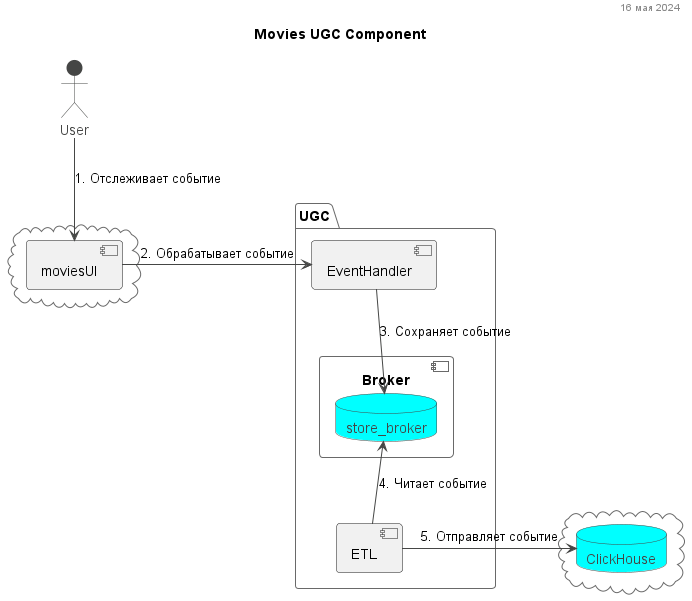 16 мая 2024
Movies UGC Component
User
1. Отслеживает событие
UGC
moviesUI
2. Обрабатывает событие
EventHandler
3. Сохраняет событие
Broker
store_broker
4. Читает событие
ETL
5. Отправляет событие
ClickHouse